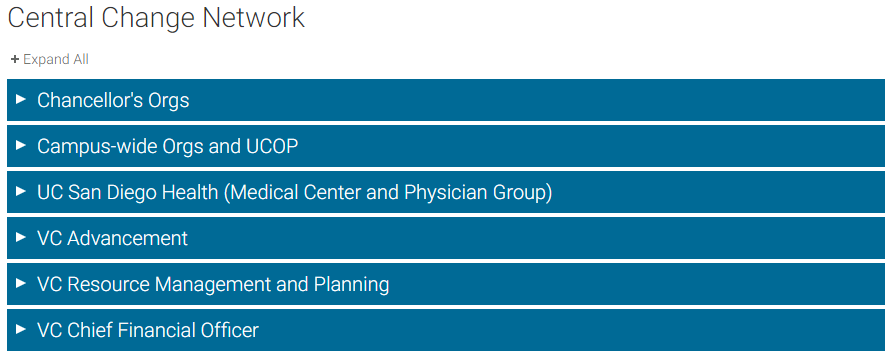 Central Change Network
+ Expand All
Chancellor's Orgs
Campus-wide Orgs and UCOP
UC San Diego Health (Medical Center and Physician Group)
VC Advancement
VC Resource Management and Planning
VC Chief Financial Officer